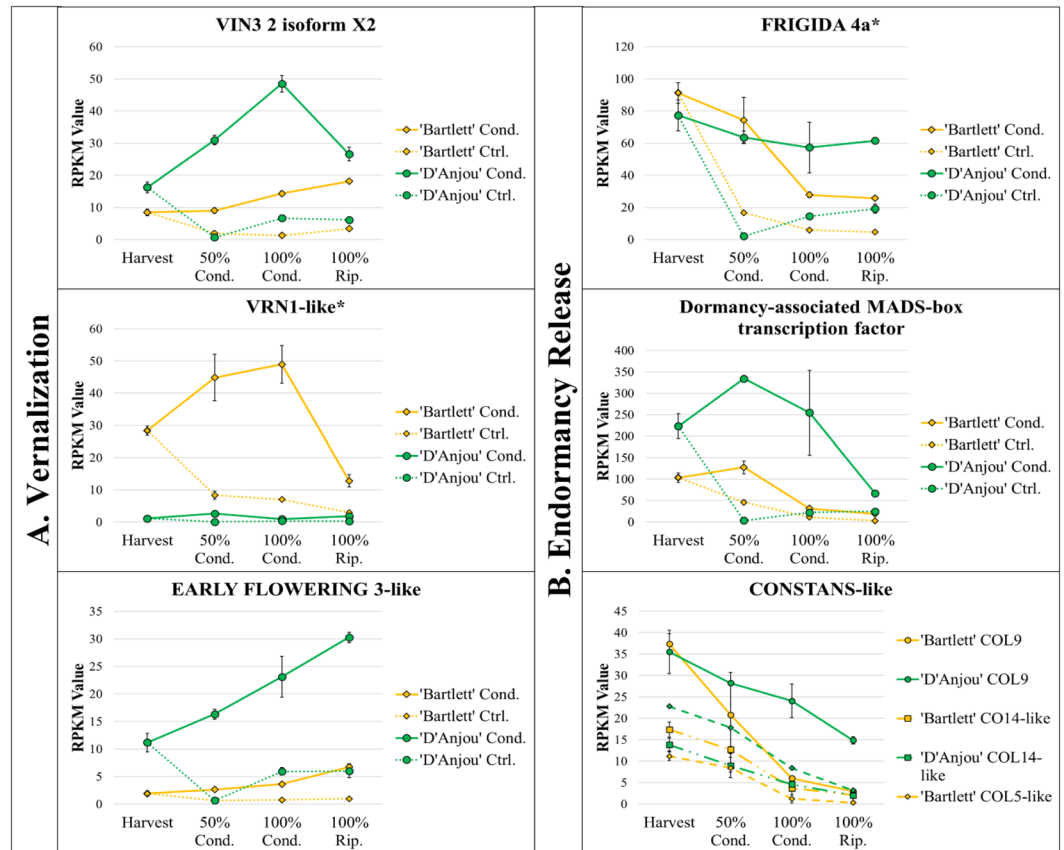 A. Vernalization
VIN3 2 isoform X2
RPKM Value
60
50
40
30
20
10
0
Harvest
50% Cond.
100% Cond.
100% Rip.
'Bartlett' Cond.
'Bartlett' Ctrl.
'D'Anjou' Cond.
'D'Anjou' Ctrl.
VRN1-like*
RPKM Value
60
50
40
30
20
10
0
Harvest
50% Cond.
100% Cond.
100% Rip.
'Bartlett' Cond.
'Bartlett' Ctrl.
'D'Anjou' Cond.
'D'Anjou' Ctrl.
EARLY FLOWERING 3-like
RPKM Value
35
30
25
20
15
10
5
0
Harvest
50% Cond.
100% Cond.
100% Rip.
'Bartlett' Cond.
'Bartlett' Ctrl.
'D'Anjou' Cond.
'D'Anjou' Ctrl.
B. Endormancy Release
FRIGIDA 4a*
RPKM Value
120
100
80
60
40
20
0
Harvest
50% Cond.
100% Cond.
100% Rip.
'Bartlett' Cond.
'Bartlett' Ctrl.
'D'Anjou' Cond.
'D'Anjou' Ctrl.
Dormancy-associated MADS-box
transcription factor
RPKM Value
400
350
300
250
200
150
100
50
0
Harvest
50% Cond.
100% Cond.
100% Rip.
'Bartlett' Cond.
'Bartlett' Ctrl.
'D'Anjou' Cond.
'D'Anjou' Ctrl.
CONSTANS-like
RPKM Value
45
40
35
30
25
20
15
10
5
0
Harvest
50% Cond.
100% Cond.
100% Rip.
'Bartlett' COL9
'D'Anjou' COL9
'Bartlett' CO14-like
'D'Anjou' COL14-
like
'Bartlett' COL5-like